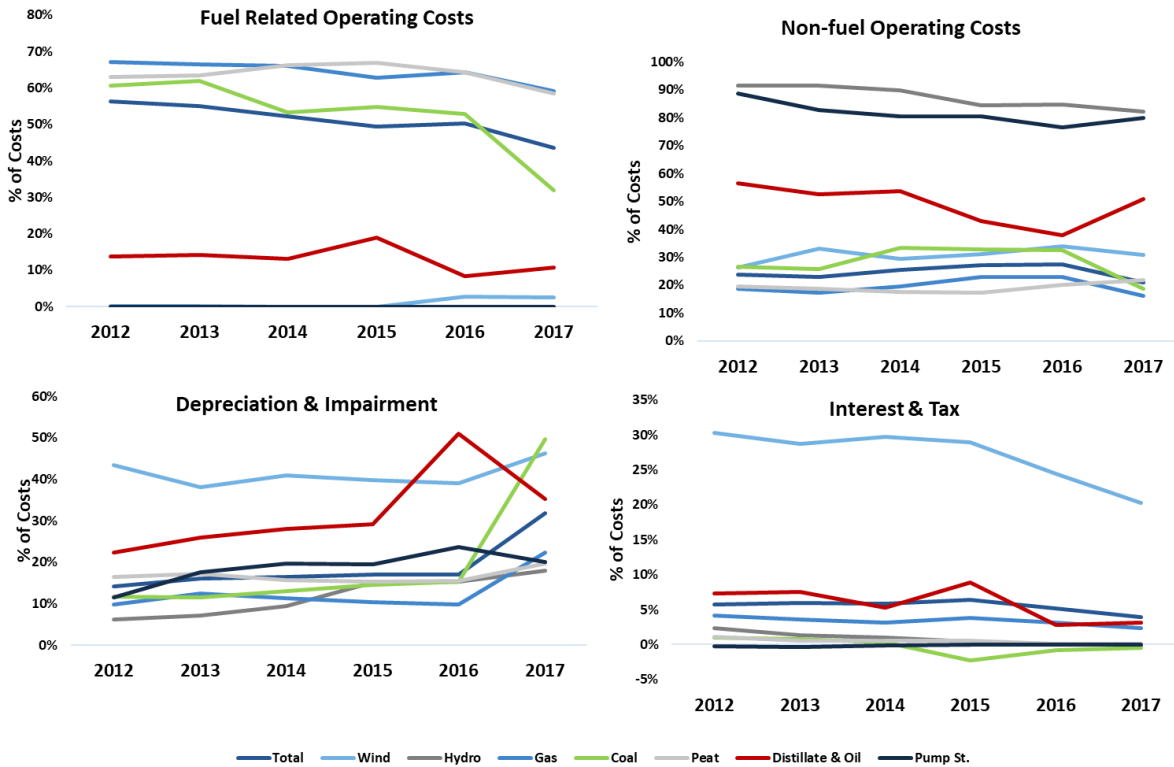 Fuel Related Operating Costs
% of Costs
80%
70%
60%
50%
40%
30%
20%
10%
0%
2012 2013 2014 2015 2016 2017
Non-fuel Operating Costs
% of Costs
100%
90%
80%
70%
60%
50%
40%
30%
20%
10%
0%
2012 2013 2014 2015 2016 2017
Depreciation & Impairment
% of Costs
60%
50%
40%
30%
20%
10%
0%
2012 2013 2014 2015 2016 2017
Interest & Tax
% of Costs
35%
30%
25%
20%
15%
10%
5%
0%
-5%
2012 2013 2014 2015 2016 2017
Total Wind Hydro Gas Coal Peat Distillate & Oil Pump St.